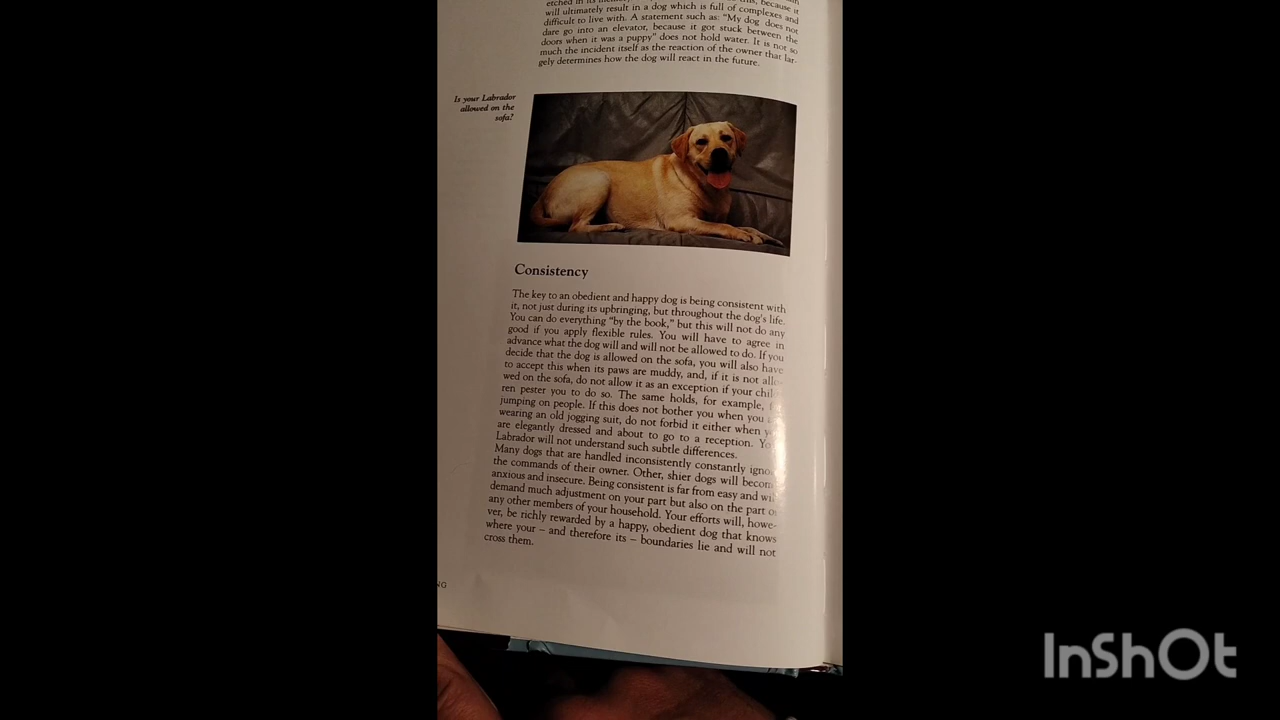 etched in its
this, because it
will ultimately result in a dog which is full of complexes and
difficult to live with. A statement such as: "My dog does not
dare go into an elevator, because it got stuck between the
doors when it was a puppy" does not hold water. It is not so
much the incident itself as the reaction of the owner that lar-
gely determines how the dog will react in the future.
Is your Labrador
allowed on the
sofa?
Consistency
The key to an obedient and happy dog is being consistent with
it, not just during its upbringing, but throughout the dog's life.
You can do everything "by the book," but this will not do any
good if you apply flexible rules. You will have to agree in
advance what the dog will and will not be allowed to do. If you
decide that the dog is allowed on the sofa, you will also have
to accept this when its paws are muddy, and, if it is not allo-
wed on the sofa, do not allow it as an exception if your child-
ren pester you to do so. The same holds, for example,
jumping on people. If this does not bother you when you
wearing an old jogging suit, do not forbid it either when
are elegantly dressed and about to go to a reception.
Labrador will not understand such subtle differences.
Many dogs that are handled inconsistently constantly
the commands of their owner. Other, shier dogs will
anxious and insecure. Being consistent is far from easy and
demand much adjustment on your part but also on the part
any other members of your household. Your efforts will, howe-
ver, be richly rewarded by a happy, obedient dog that knows
where your – and therefore its – boundaries lie and will not
cross them.
NG
InShOt